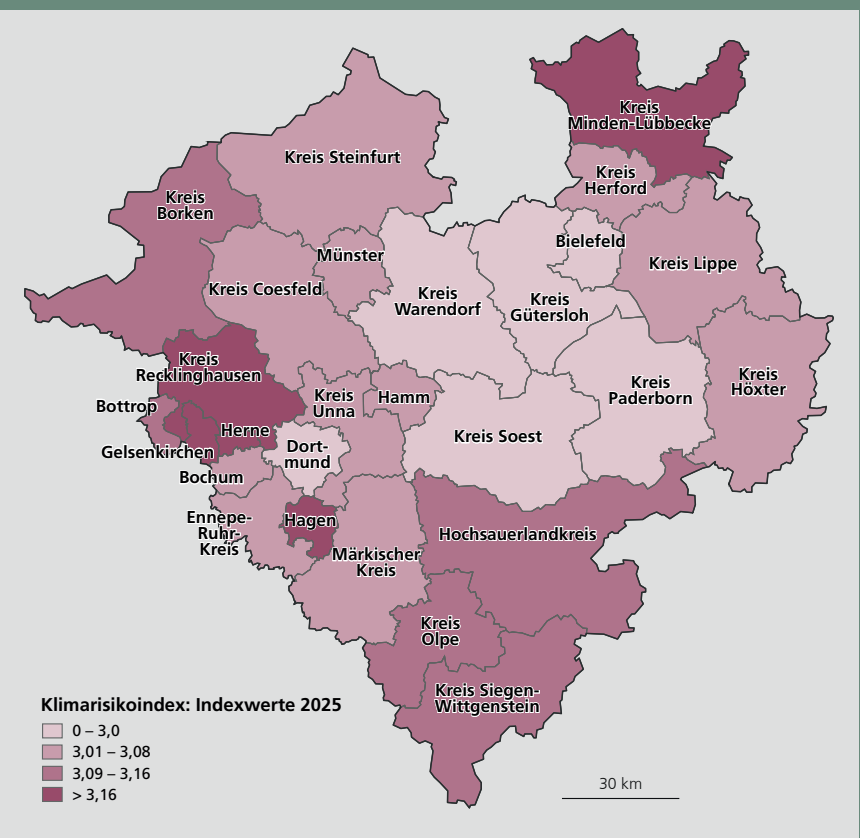 Kreis
Minden-Lübbecke
Kreis Steinfurt
Kreis
Herford
Kreis
Borken
Bielefeld
Münster
Kreis Lippe
Kreis Coesfeld
Kreis
Warendorf
Kreis
Gütersloh
Kreis
Recklinghausen
Kreis
Höxter
Kreis
Paderborn
Kreis
Unna
Hamm
Bottrop
Herne
Kreis Soest
Dort-
mund
Gelsenkirchen
Bochum
Ennepe-
Ruhr-
Kreis
Hagen
Hochsauerlandkreis
Märkischer
Kreis
Kreis
Olpe
Kreis Siegen-
Wittgenstein
Klimarisikoindex: Indexwerte 2025
0 – 3,0
3,01 – 3,08
3,09 – 3,16
> 3,16
30 km